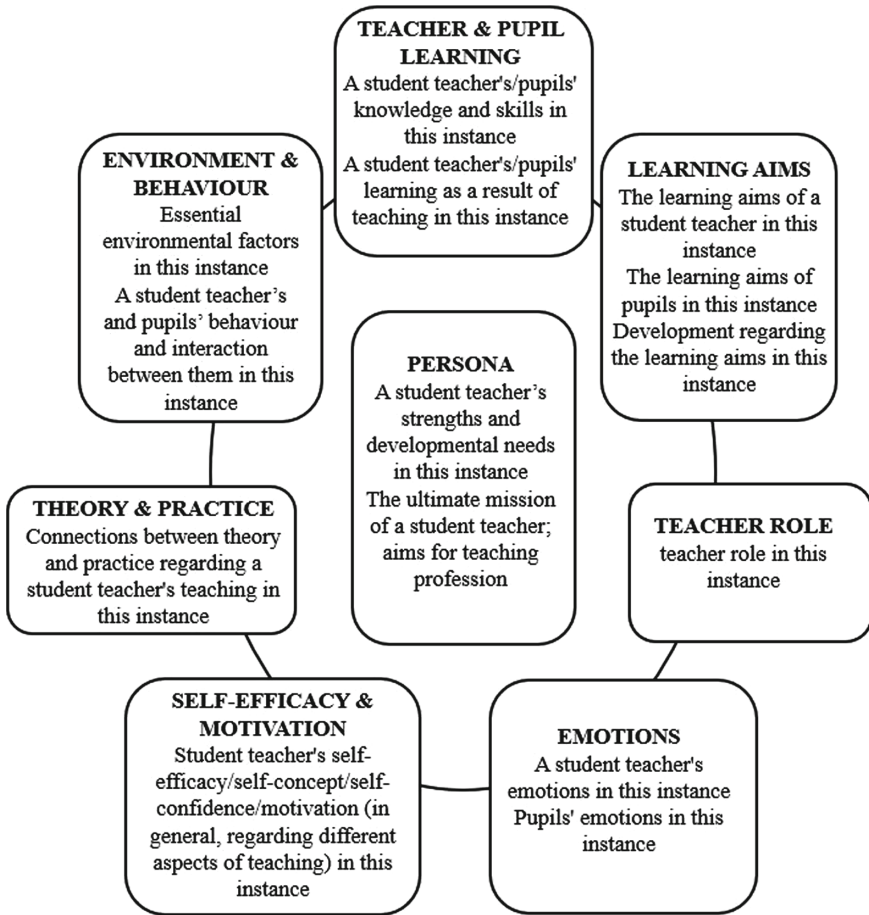 TEACHER & PUPIL
LEARNING
A student teacher's/pupils'
knowledge and skills in
this instance
A student teacher's/pupils'
learning as a result of
teaching in this instance
LEARNING AIMS
The learning aims of a
student teacher in this
instance
The learning aims of
pupils in this instance
Development regarding
the learning aims in this
instance
TEACHER ROLE
teacher role in this
instance
EMOTIONS
A student teacher's
emotions in this instance
Pupils' emotions in this
instance
SELF-EFFICACY &
MOTIVATION
Student teacher's self-
efficacy/self-concept/self-
confidence/motivation (in
general, regarding different
aspects of teaching) in this
instance
THEORY & PRACTICE
Connections between theory
and practice regarding a
student teacher's teaching in
this instance
ENVIRONMENT &
BEHAVIOUR
Essential
environmental factors
in this instance
A student teacher’s
and pupils’ behaviour
and interaction
between them in this
instance
PERSONA
A student teacher’s
strengths and
developmental needs
in this instance
The ultimate mission
of a student teacher;
aims for teaching
profession